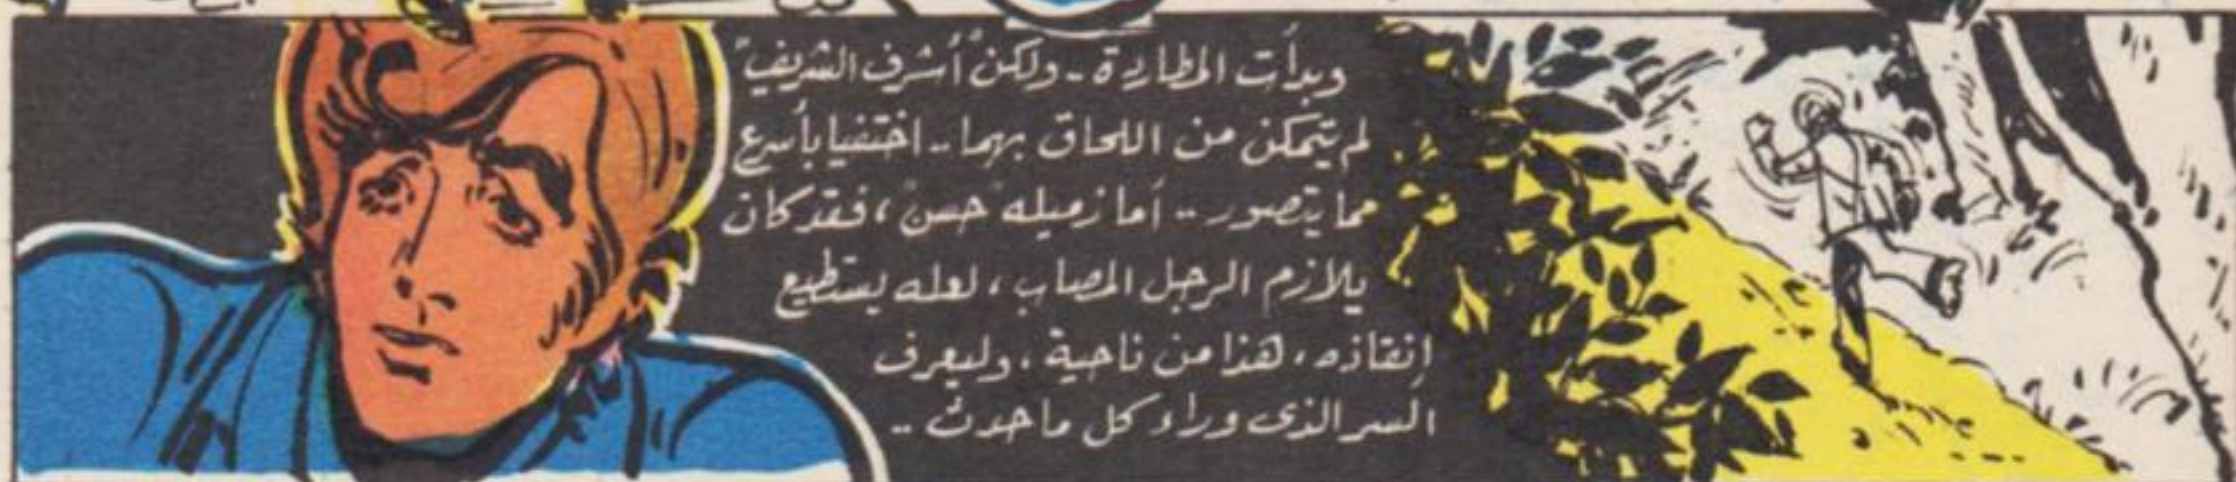 وبدأت المطاردة .. ولكن "أشرف الشريف"
لم يتمكن من اللحاق بهما .. اختفيا بأسرع
مما يتصور .. أما زميله "حسن"، فقد كان
يلازم الرجل المصاب، لعله يستطيع
إنقاذه، هذا من ناحية، وليعرف
السر الذى وراء كل ما حدث ..